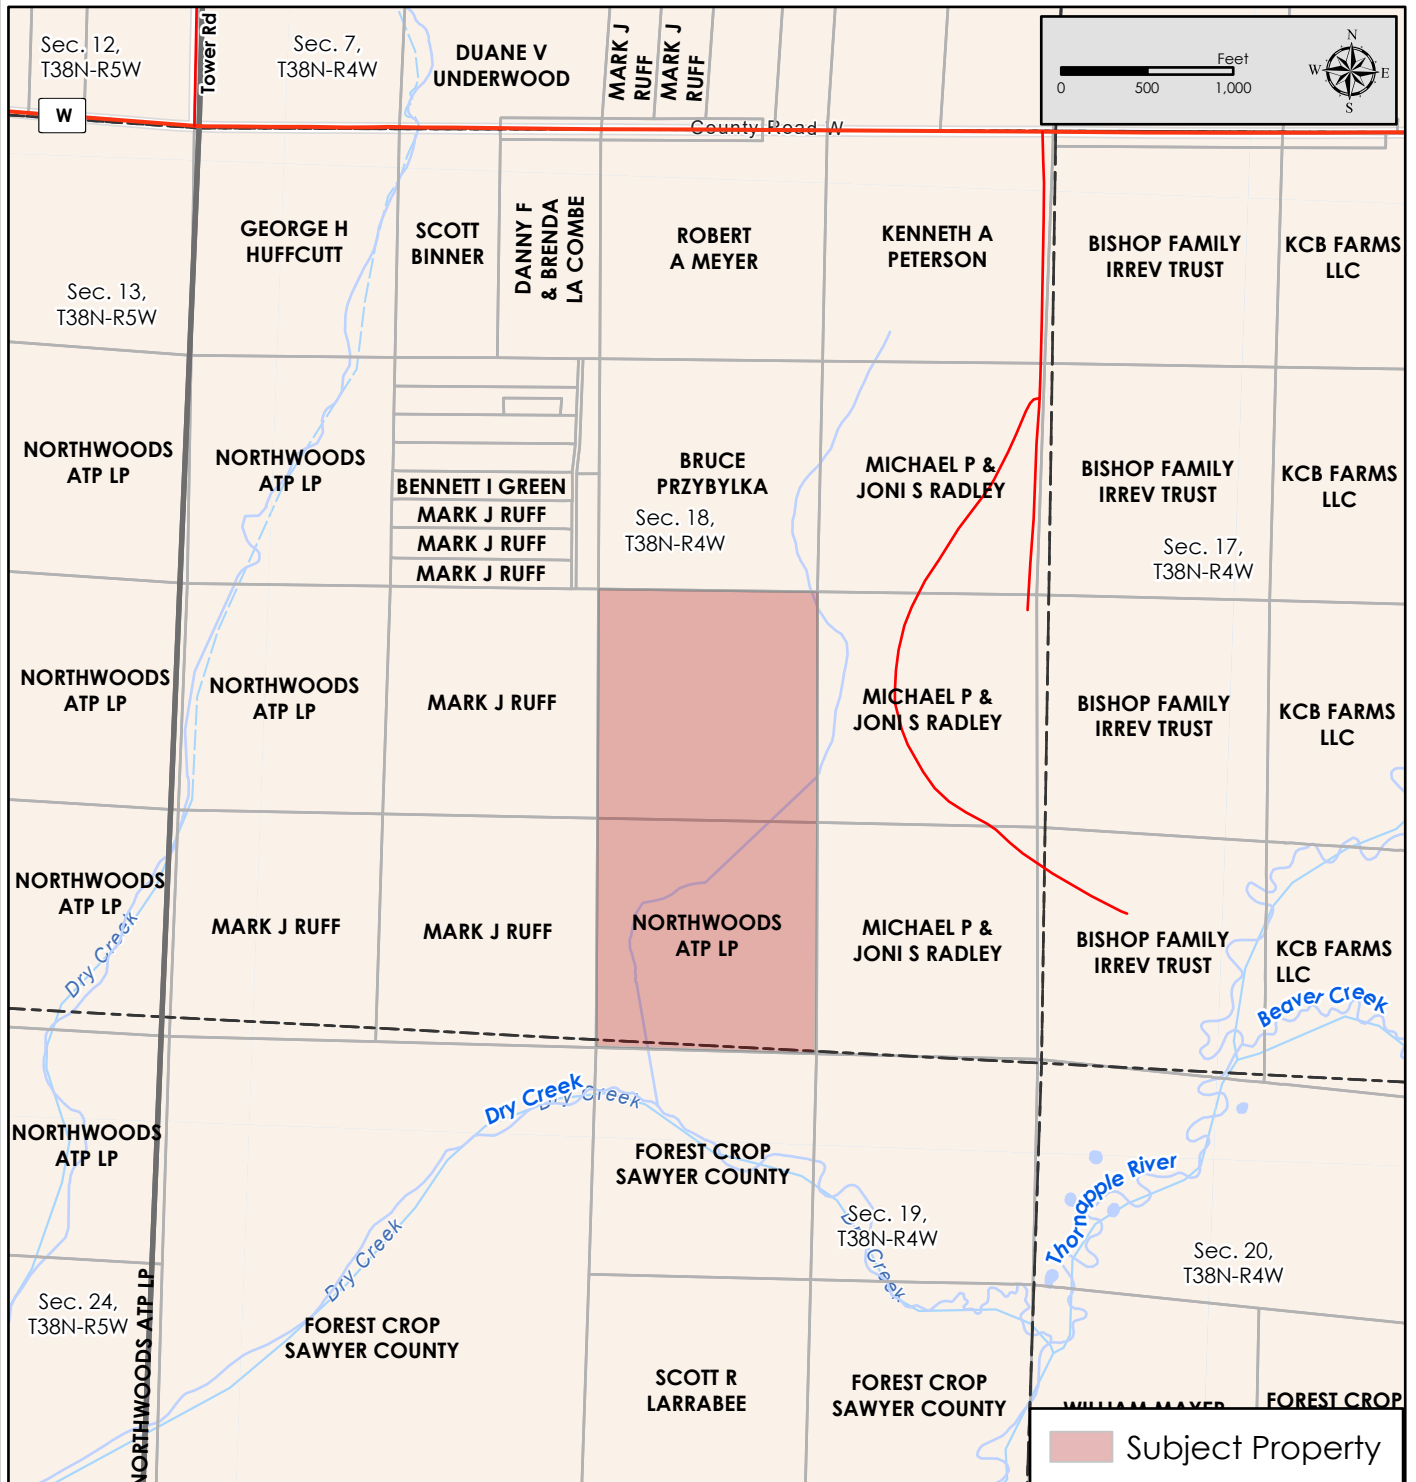 Sec. 12,
T38N-R5W
Tower Rd
Sec. 7,
T38N-R4W
DUANE V
UNDERWOOD
MARK J
RUFF
MARK J
RUFF
Feet
0 500 1,000
N
W E
S
W
County Road W
GEORGE H
HUFFCUTT
SCOTT
BINNER
DANNY F
& BRENDA
LA COMBE
ROBERT
A MEYER
KENNETH A
PETERSON
BISHOP FAMILY
IRREV TRUST
KCB FARMS
LLC
Sec. 13,
T38N-R5W
NORTHWOODS
ATP LP
NORTHWOODS
ATP LP
BENNETT I GREEN
MARK J RUFF
MARK J RUFF
MARK J RUFF
BRUCE
PRZYBYLKA
Sec. 18,
T38N-R4W
MICHAEL P &
JONI S RADLEY
BISHOP FAMILY
IRREV TRUST
KCB FARMS
LLC
Sec. 17,
T38N-R4W
NORTHWOODS
ATP LP
NORTHWOODS
ATP LP
MARK J RUFF
MICHAEL P &
JONI S RADLEY
BISHOP FAMILY
IRREV TRUST
KCB FARMS
LLC
NORTHWOODS
ATP LP
Dry Creek
MARK J RUFF
MARK J RUFF
NORTHWOODS
ATP LP
MICHAEL P &
JONI S RADLEY
BISHOP FAMILY
IRREV TRUST
KCB FARMS
LLC
Beaver Creek
Dry Creek
Dry Creek
NORTHWOODS
ATP LP
FOREST CROP
SAWYER COUNTY
Thornapple River
Sec. 19,
T38N-R4W
Dry Creek
Dry Creek
Sec. 20,
T38N-R4W
Sec. 24,
T38N-R5W
NORTHWOODS ATP LP
FOREST CROP
SAWYER COUNTY
SCOTT R
LARRABEE
FOREST CROP
SAWYER COUNTY
WILLIAM MAYER
FOREST CROP
Subject Property